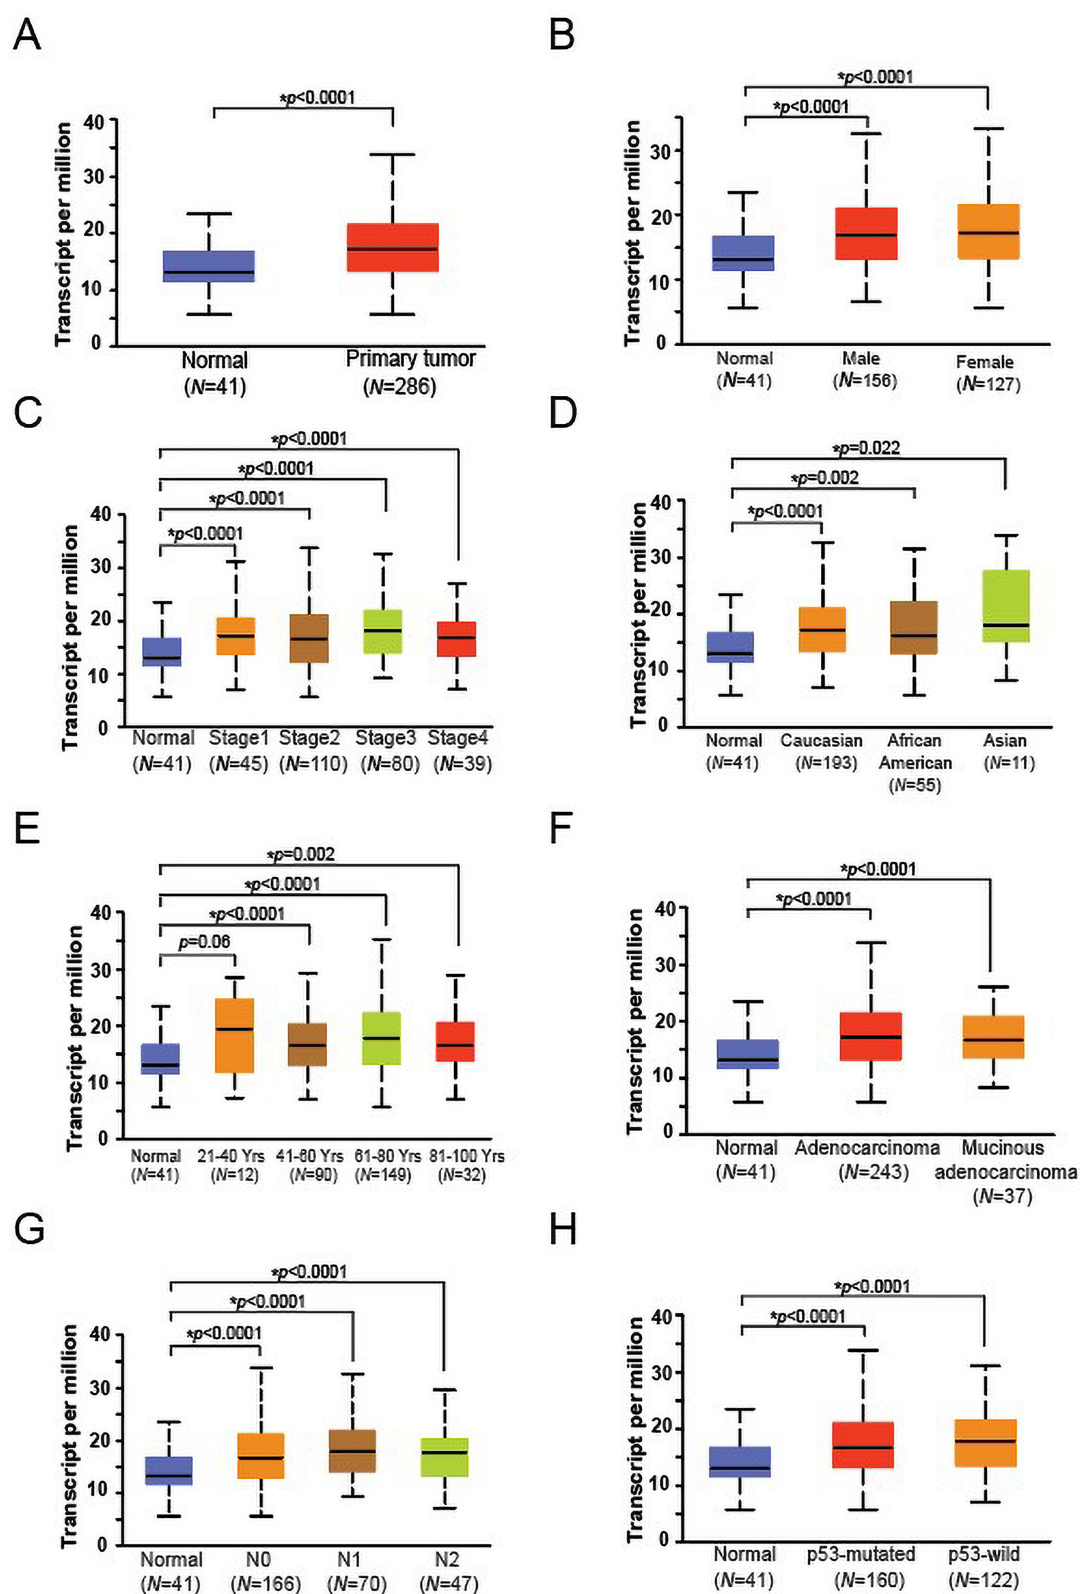 A
*p<0.0001
Transcript per million
40
30
20
10
0
Normal
(N=41)
Primary tumor
(N=286)
B
*p<0.0001
*p<0.0001
Transcript per million
30
20
10
0
Normal
(N=41)
Male
(N=156)
Female
(N=127)
C
*p<0.0001
*p<0.0001
*p<0.0001
*p<0.0001
Transcript per million
40
30
20
10
0
Normal
(N=41)
Stage1
(N=45)
Stage2
(N=110)
Stage3
(N=80)
Stage4
(N=39)
D
*p=0.022
*p=0.002
*p<0.0001
Transcript per million
40
30
20
10
0
Normal
(N=41)
Caucasian
(N=193)
African
American
(N=55)
Asian
(N=11)
E
*p=0.002
*p<0.0001
*p<0.0001
p=0.06
Transcript per million
40
30
20
10
0
Normal
(N=41)
21-40 Yrs
(N=12)
41-60 Yrs
(N=90)
61-80 Yrs
(N=149)
81-100 Yrs
(N=32)
F
*p<0.0001
*p<0.0001
Transcript per million
40
30
20
10
0
Normal
(N=41)
Adenocarcinoma
(N=243)
Mucinous
adenocarcinoma
(N=37)
G
*p<0.0001
*p<0.0001
*p<0.0001
Transcript per million
40
30
20
10
0
Normal
(N=41)
N0
(N=166)
N1
(N=70)
N2
(N=47)
H
*p<0.0001
*p<0.0001
Transcript per million
40
30
20
10
0
Normal
(N=41)
p53-mutated
(N=160)
p53-wild
(N=122)